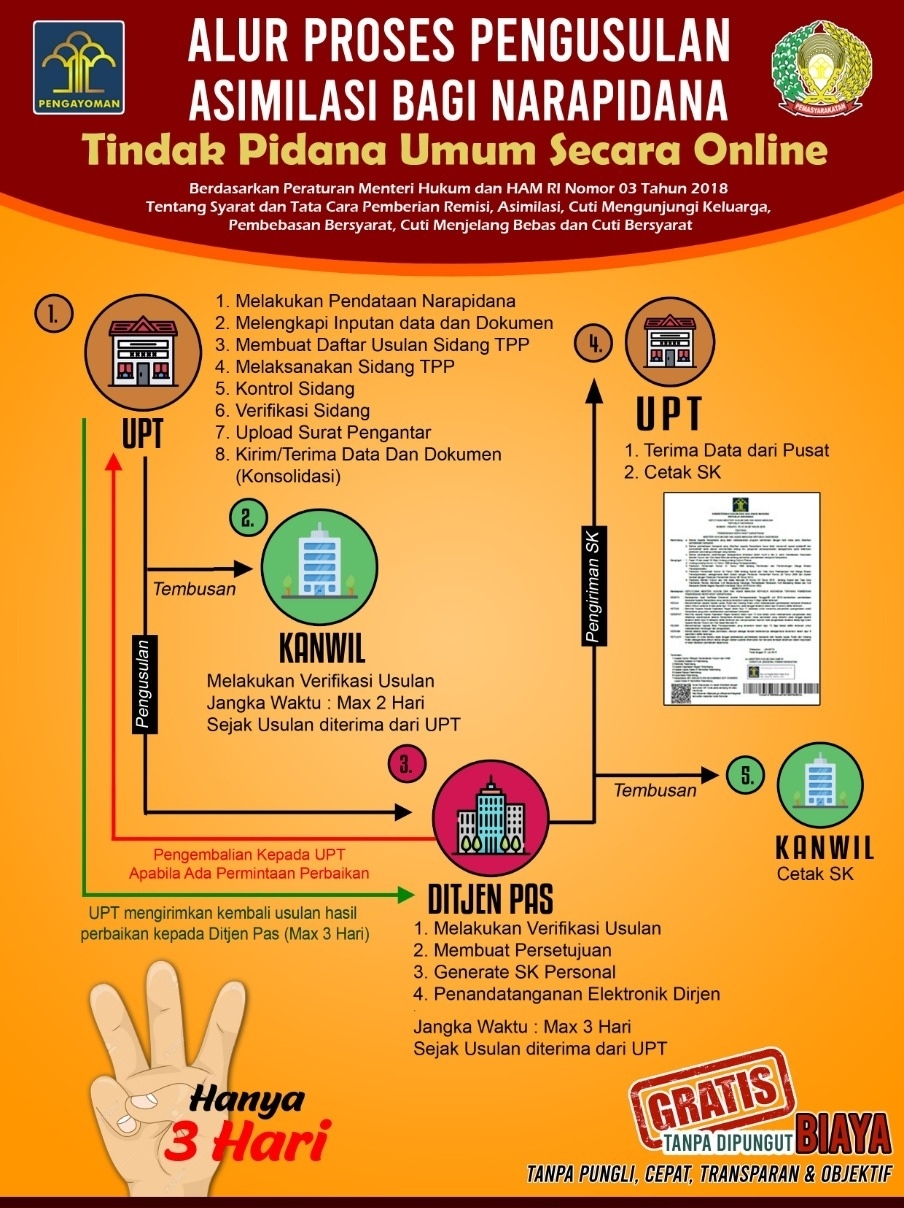 PENGAYOMAN
ALUR PROSES PENGUSULAN
ASIMILASI BAGI NARAPIDANA
Tindak Pidana Umum Secara Online
PEMASYARAKATAN
Berdasarkan Peraturan Menteri Hukum dan HAM RI Nomor 03 Tahun 2018
Tentang Syarat dan Tata Cara Pemberian Remisi, Asimilasi, Cuti Mengunjungi Keluarga,
Pembebasan Bersyarat, Cuti Menjelang Bebas dan Cuti Bersyarat
1.
UPT
1. Melakukan Pendataan Narapidana
2. Melengkapi Inputan data dan Dokumen
3. Membuat Daftar Usulan Sidang TPP
4. Melaksanakan Sidang TPP
5. Kontrol Sidang
6. Verifikasi Sidang
7. Upload Surat Pengantar
8. Kirim/Terima Data Dan Dokumen
(Konsolidasi)
4.
UPT
1. Terima Data dari Pusat
2. Cetak SK
2.
Tembusan
KANWIL
Melakukan Verifikasi Usulan
Jangka Waktu : Max 2 Hari
Sejak Usulan diterima dari UPT
Pengusulan
Pengiriman SK
3.
Tembusan
5.
KANWIL
Cetak SK
Pengembalian Kepada UPT
Apabila Ada Permintaan Perbaikan
UPT mengirimkan kembali usulan hasil
perbaikan kepada Ditjen Pas (Max 3 Hari)
DITJEN PAS
1. Melakukan Verifikasi Usulan
2. Membuat Persetujuan
3. Generate SK Personal
4. Penandatanganan Elektronik Dirjen
Jangka Waktu : Max 3 Hari
Sejak Usulan diterima dari UPT
Hanya
3 Hari
GRATIS
TANPA DIPUNGUT BIAYA
TANPA PUNGLI, CEPAT, TRANSPARAN & OBJEKTIF